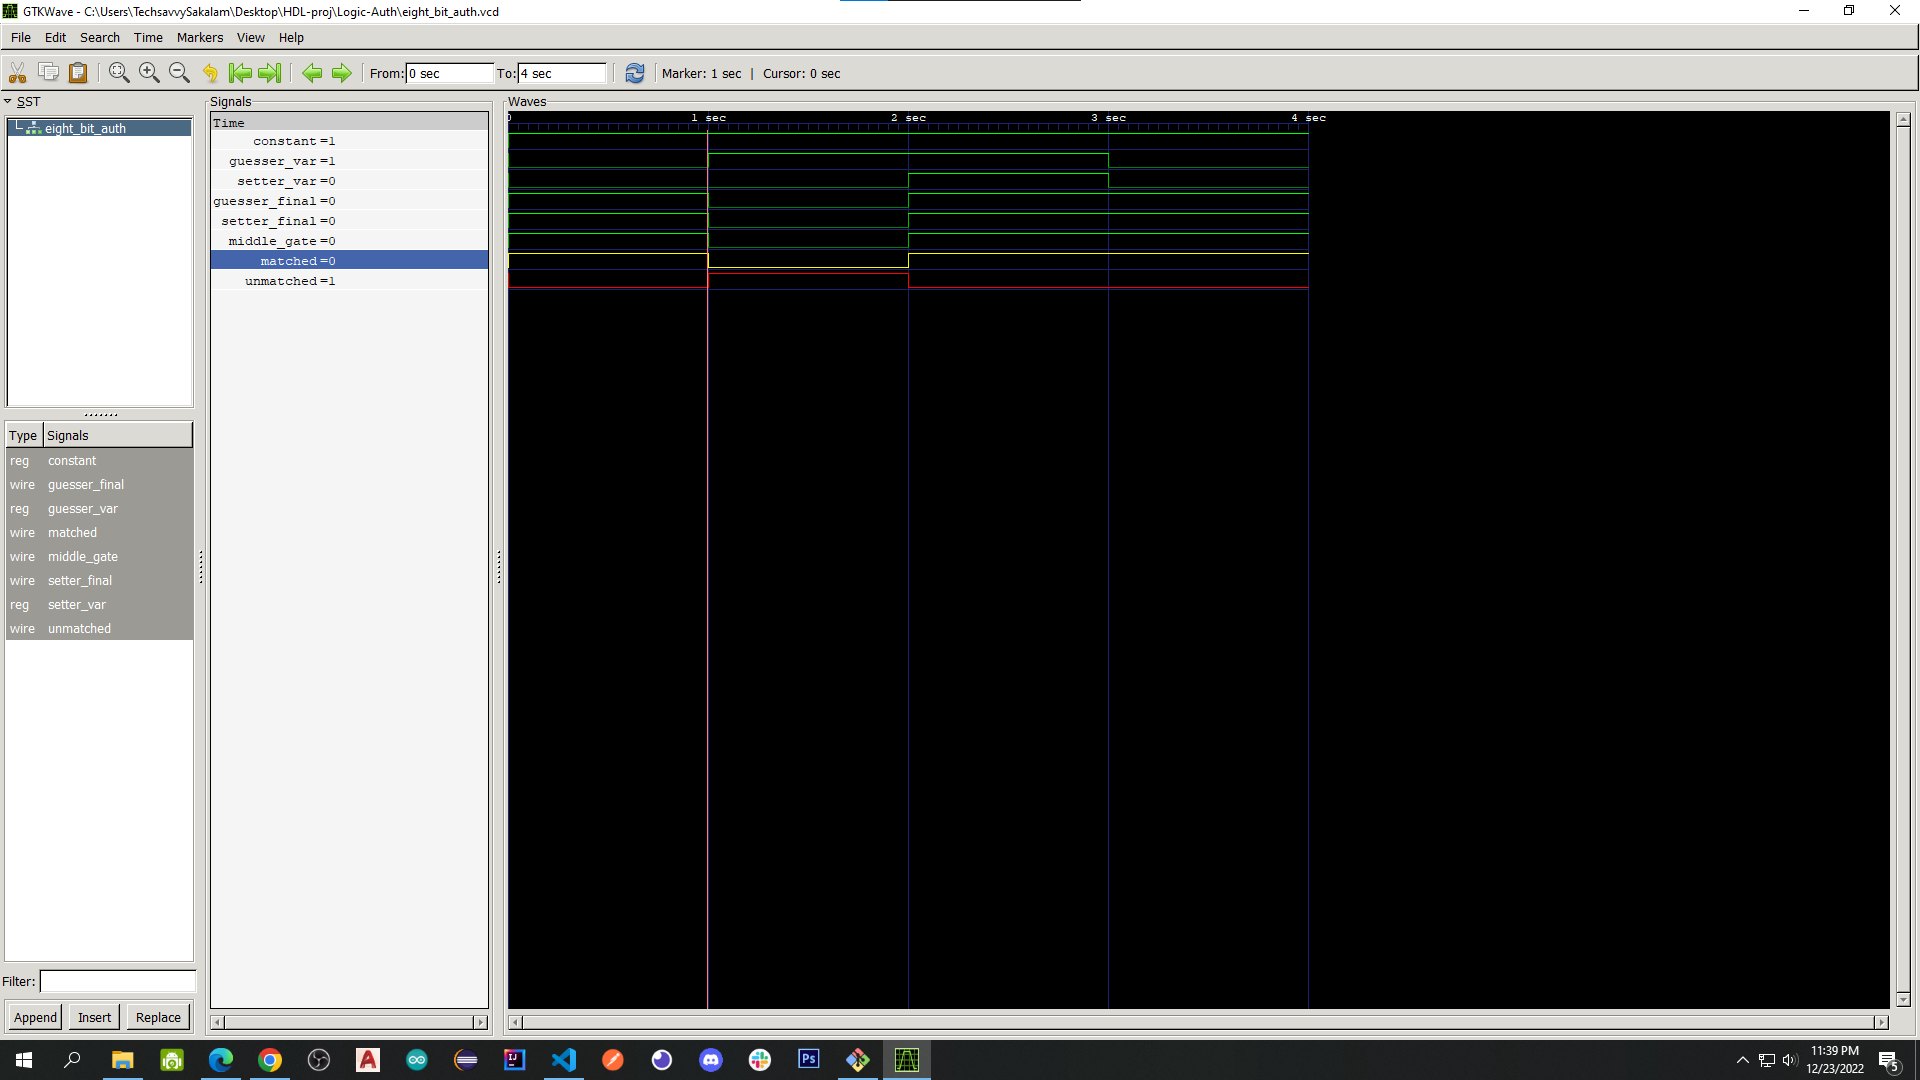 GTKWave - C:\Users\TechsavvySakalam\Desktop\HDL-proj\Logic-Auth\eight_bit_auth.vcd
File Edit Search Time Markers View Help
From: 0 sec To: 4 sec Marker: 1 sec | Cursor: 0 sec
SST
eight_bit_auth
Type Signals
reg constant
wire guesser_final
reg guesser_var
wire matched
wire middle_gate
wire setter_final
reg setter_var
wire unmatched
Filter:
Append Insert Replace
Signals
Time
constant=1
guesser_var=1
setter_var=0
guesser_final=0
setter_final=0
middle_gate=0
matched=0
unmatched=1
Waves
0 1 sec 2 sec 3 sec 4 sec
A
IJ
Ps
11:39 PM
12/23/2022
5